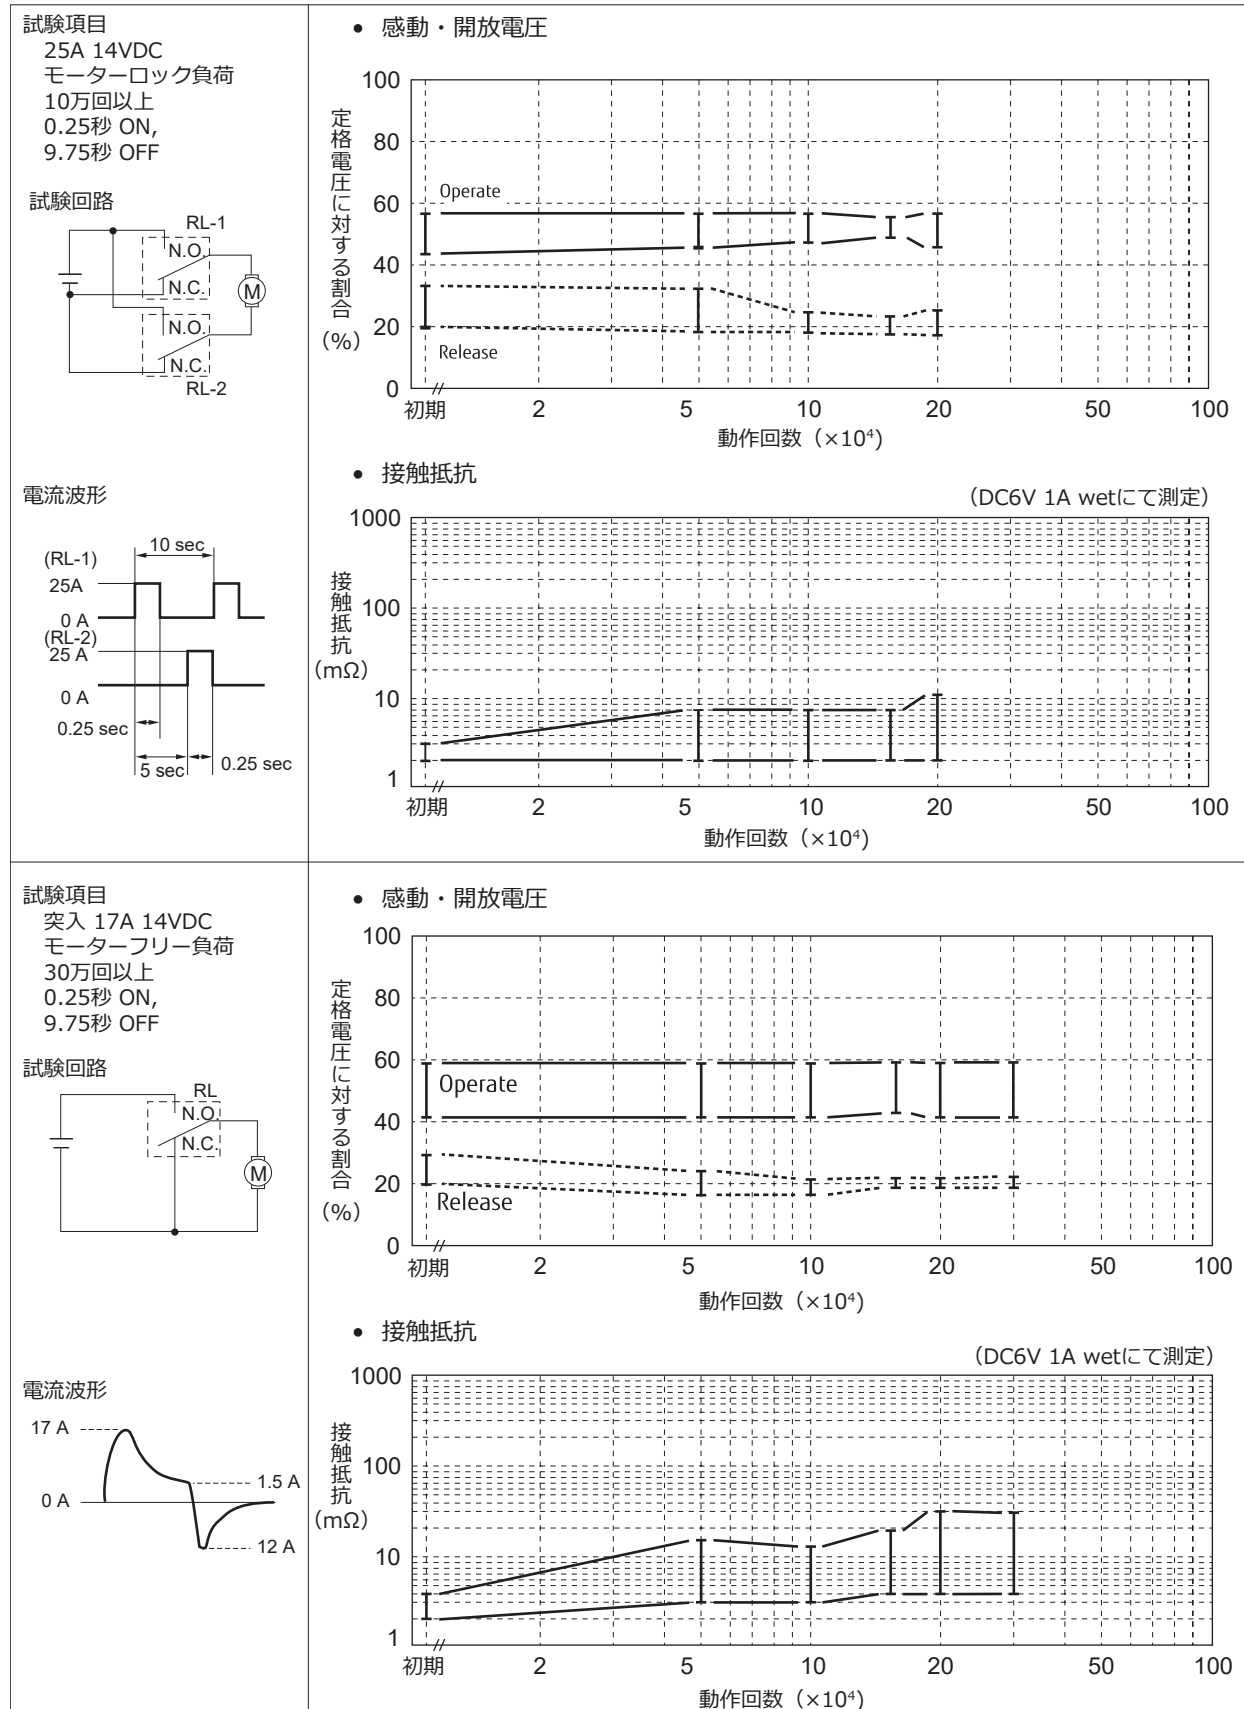 試験項目
25A 14VDC
モーターロック負荷
10万回以上
0.25秒 ON,
9.75秒 OFF
試験回路
RL-1
N.O.
N.C.
M
N.O.
N.C.
RL-2
電流波形
10 sec
(RL-1)
25A
0 A
(RL-2)
25 A
0 A
0.25 sec
5 sec
0.25 sec
• 感動・開放電圧
定格電圧に対する割合
(%)
100
80
60
40
20
0
Operate
Release
初期 2 5 10 20 50 100
動作回数（×10⁴)
• 接触抵抗
（DC6V 1A wetにて測定）
接触抵抗
(mΩ)
1000
100
10
1
初期 2 5 10 20 50 100
動作回数（×10⁴)
試験項目
突入 17A 14VDC
モーターフリー負荷
30万回以上
0.25秒 ON,
9.75秒 OFF
試験回路
RL
N.O.
N.C.
M
電流波形
17 A
1.5 A
0 A
12 A
• 感動・開放電圧
定格電圧に対する割合
(%)
100
80
60
40
20
0
Operate
Release
初期 2 5 10 20 50 100
動作回数（×10⁴)
• 接触抵抗
（DC6V 1A wetにて測定）
接触抵抗
(mΩ)
1000
100
10
1
初期 2 5 10 20 50 100
動作回数（×10⁴)